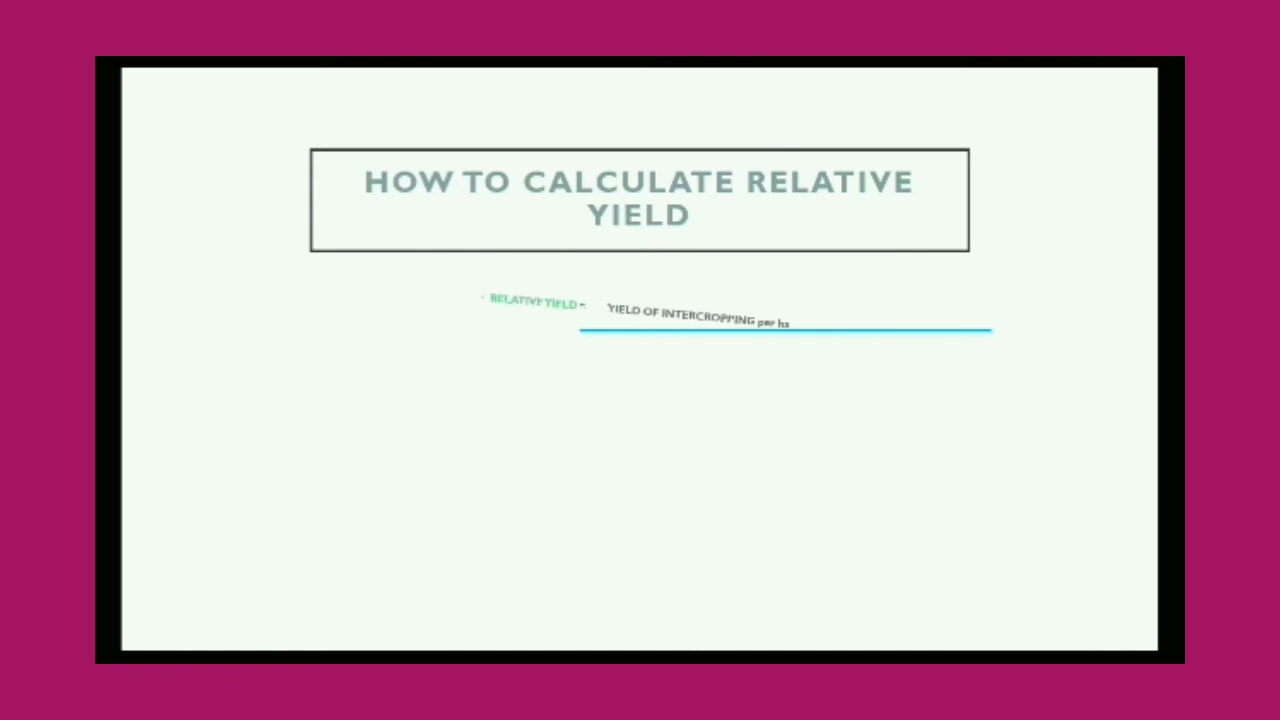 HOW TO CALCULATE RELATIVE
YIELD
RELATIVE YIELD = YIELD OF INTERCROPPING per ha